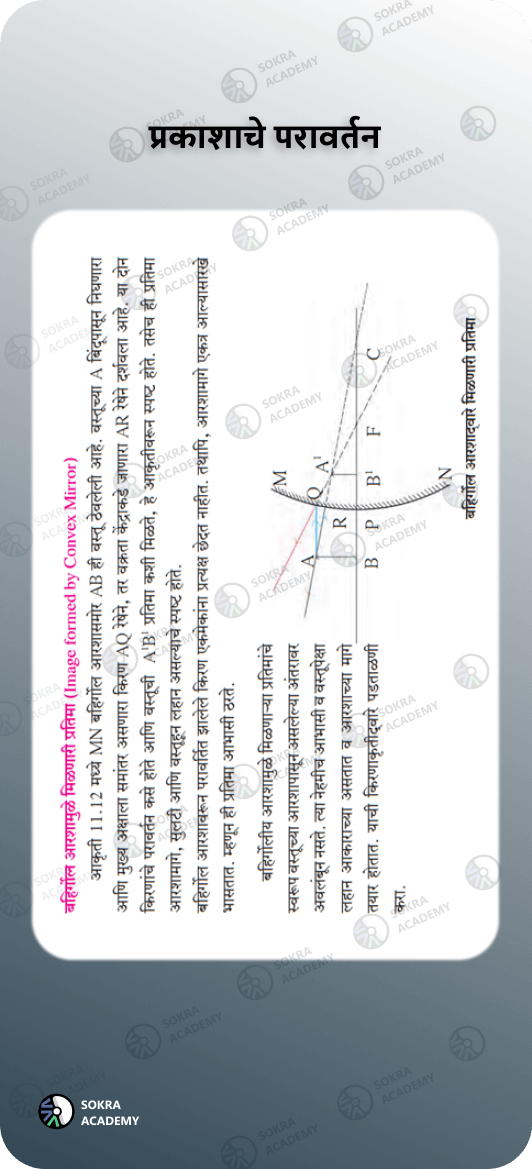 प्रकाशाचे परावर्तन
बहिर्गोल आरशामुळे मिळणारी प्रतिमा (Image formed by Convex Mirror)
आकृती 11.12 मध्ये MN बहिर्गोल आरशासमोर AB ही वस्तू ठेवलेली आहे. वस्तूच्या A बिंदूपासून निघणारा
आणि मुख्य अक्षाला समांतर असणारा किरण AQ रेषेने, तर वक्रता केंद्राकडे जाणारा AR रेषेने दर्शवला आहे. या दोन
किरणांचे परावर्तन कसे होते आणि वस्तूची A¹B¹ प्रतिमा कशी मिळते, हे आकृतीवरून स्पष्ट होते. तसेच ही प्रतिमा
आरशामागे, सुलटी आणि वस्तूहून लहान असल्याचे स्पष्ट होते.
बहिर्गोल आरशावरून परावर्तित झालेले किरण एकमेकांना प्रत्यक्ष छेदत नाहीत. तथापि, आरशामागे एकत्र आल्यासारखे
भासतात. म्हणून ही प्रतिमा आभासी ठरते.
बहिर्गोलीय आरशामुळे मिळणाऱ्या प्रतिमांचे
स्वरूप वस्तूच्या आरशापासून असलेल्या अंतरावर
अवलंबून नसते. त्या नेहमीच आभासी व वस्तूपेक्षा
लहान आकाराच्या असतात व आरशाच्या मागे
तयार होतात. याची किरणाकृतीद्वारे पडताळणी
करा.
M
A
Q
A¹
R
B
P
B¹
F
C
N
बहिर्गोल आरशाद्वारे मिळणारी प्रतिमा
SOKRA
ACADEMY